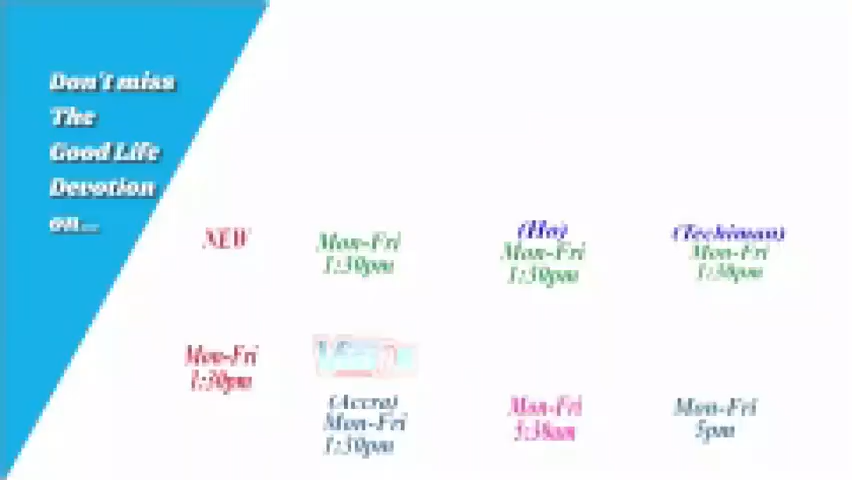 Don't miss
The
Good Life
Devotion
on...
NEW
Mon-Fri
1:30pm
(Ho)
Mon-Fri
1:30pm
(Techiman)
Mon-Fri
1:30pm
Mon-Fri
1:30pm
(Accra)
Mon-Fri
1:30pm
Mon-Fri
5:30am
Mon-Fri
5pm